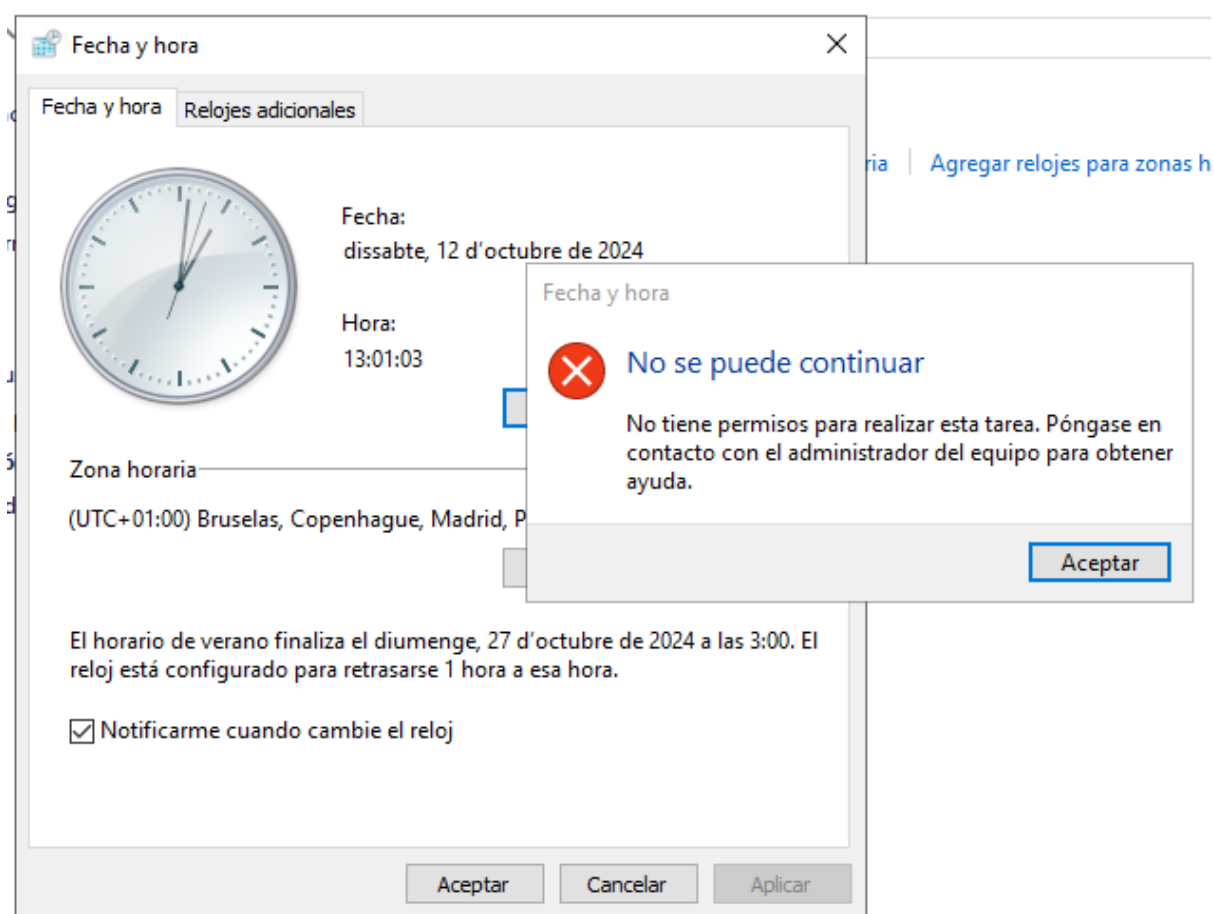 Fecha y hora
Fecha y hora
Relojes adicionales
Agregar relojes para zonas
Fecha:
dissabte, 12 d'octubre de 2024
Hora:
13:01:03
Zona horaria
(UTC+01:00) Bruselas, Copenhague, Madrid,
El horario de verano finaliza el diumenge, 27 d'octubre de 2024 a las 3:00. El
reloj está configurado para retrasarse 1 hora a esa hora.
Notificarme cuando cambie el reloj
Aceptar
Cancelar
Aplicar
Fecha y hora
No se puede continuar
No tiene permisos para realizar esta tarea. Póngase en
contacto con el administrador del equipo para obtener
ayuda.
Aceptar